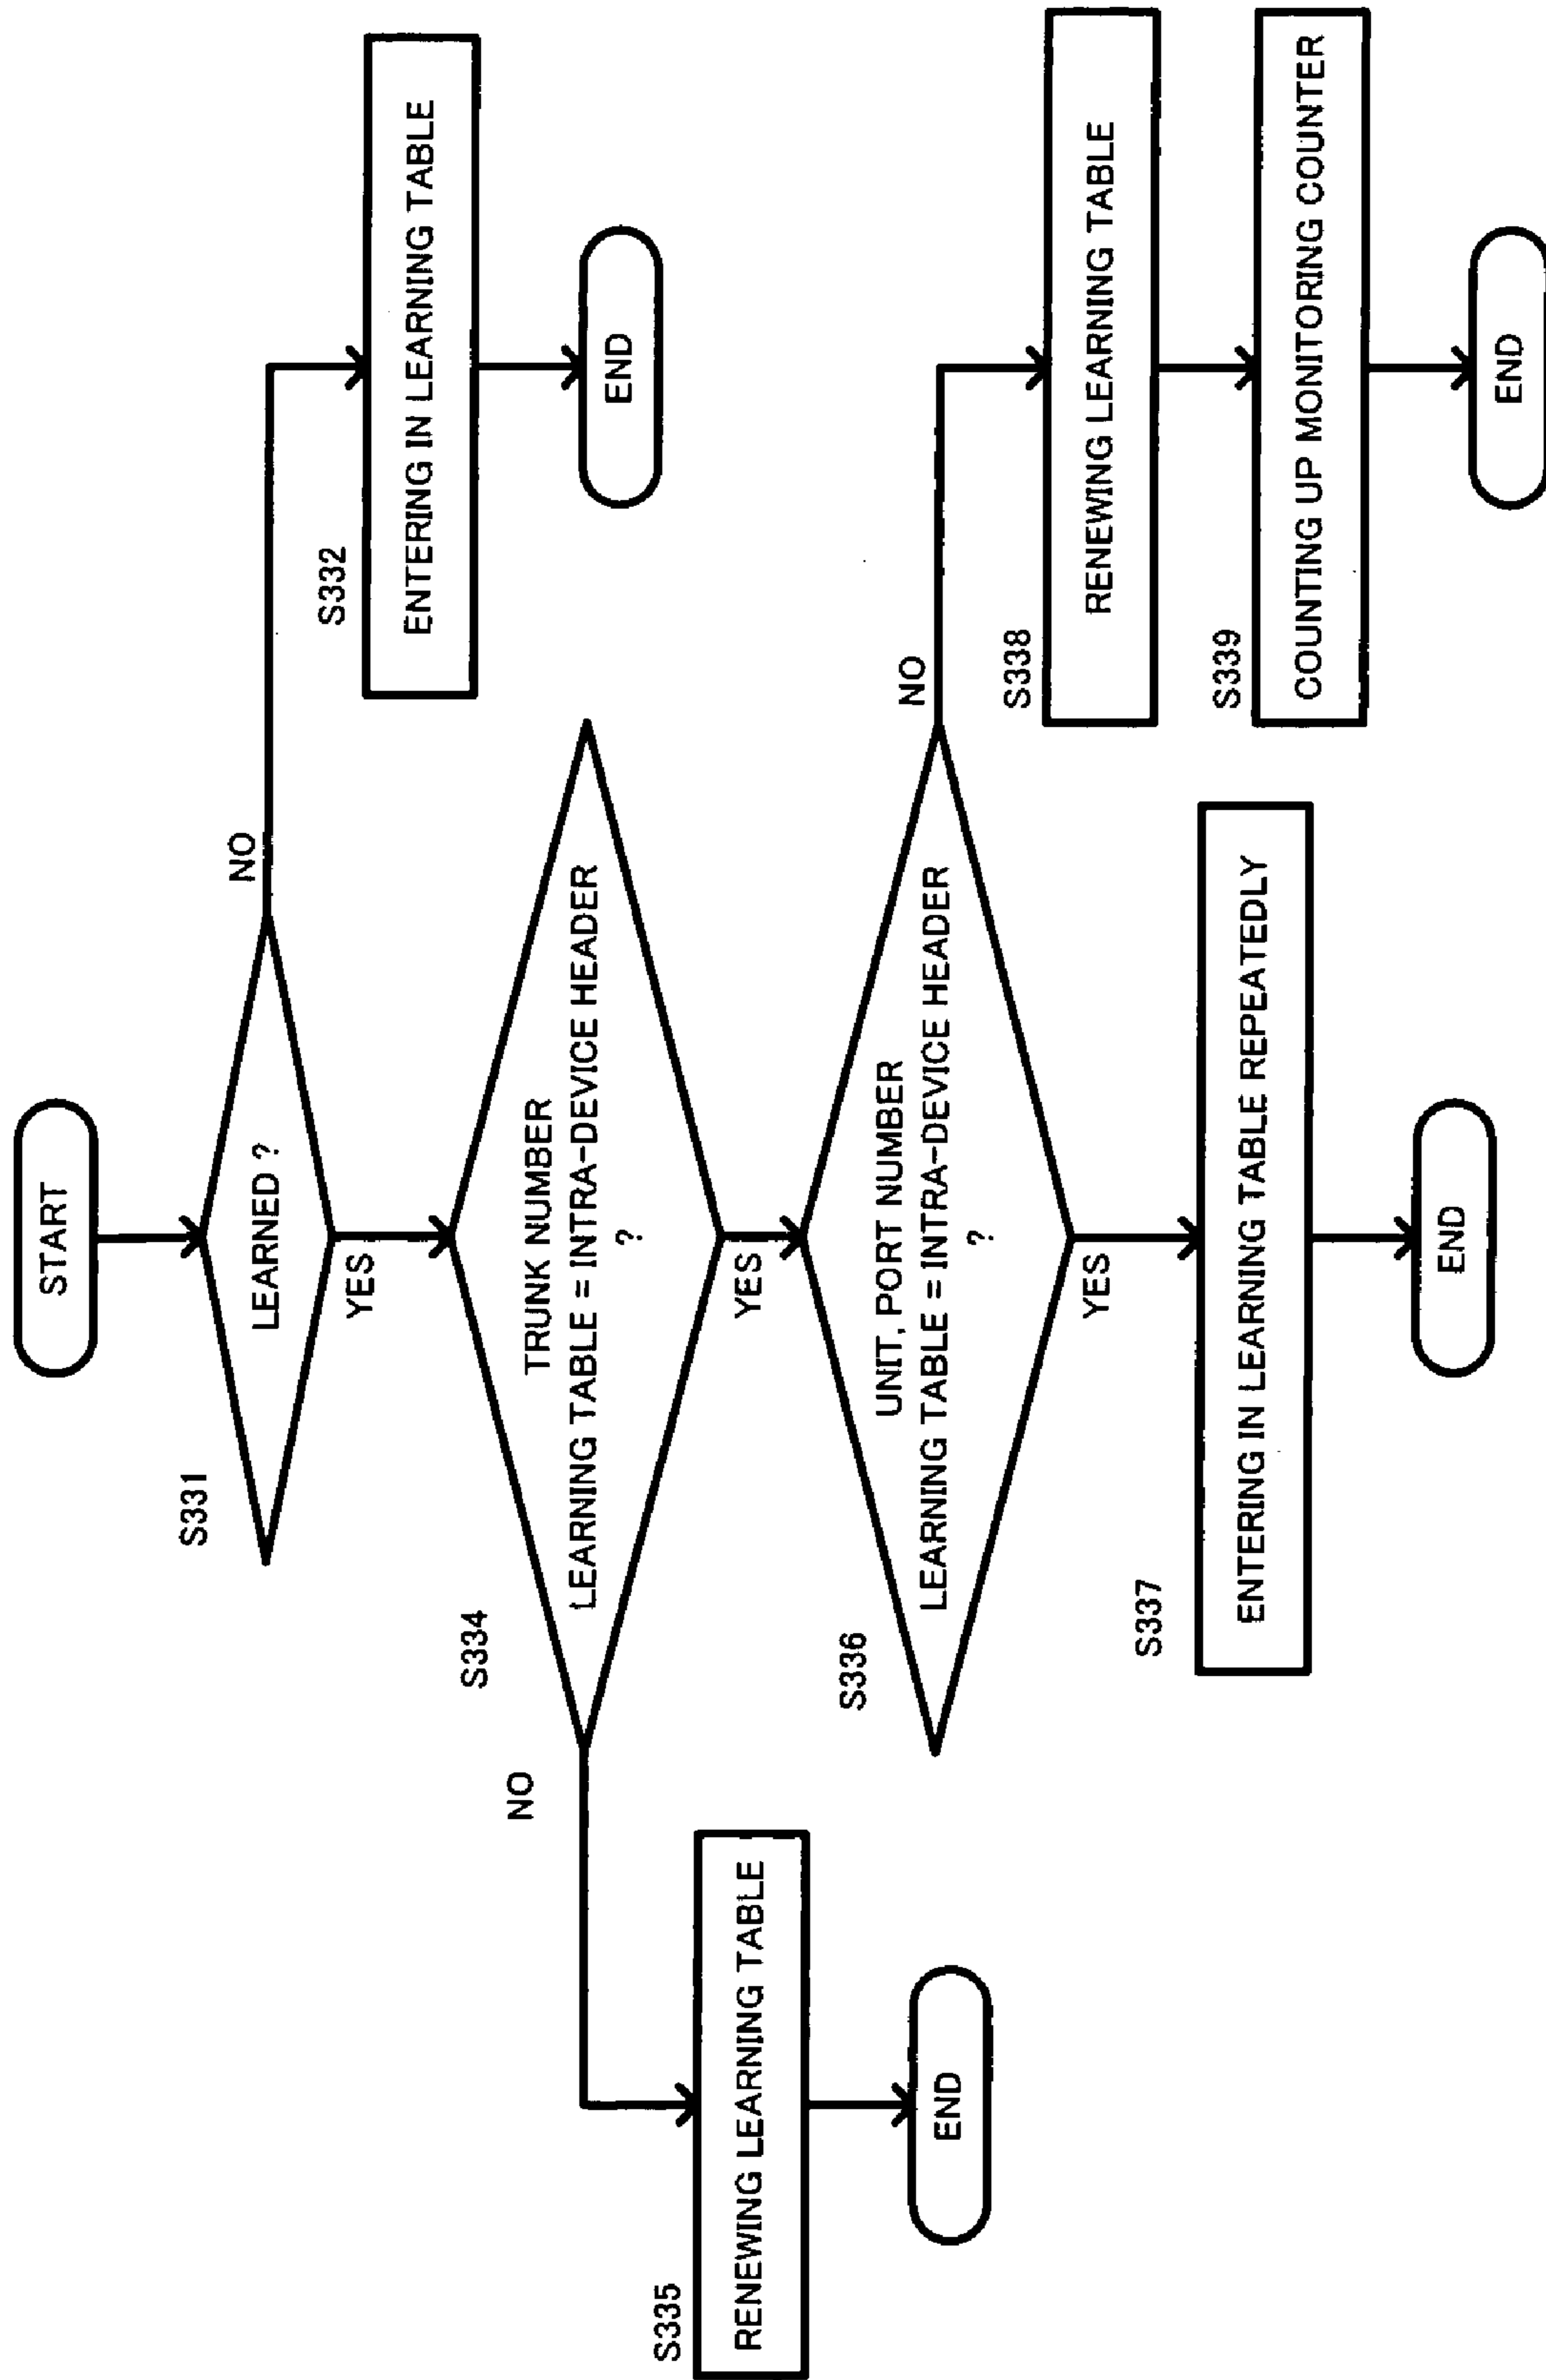 START
S331
LEARNED ?
NO
YES
S332
ENTERING IN LEARNING TABLE
END
S334
TRUNK NUMBER
LEARNING TABLE = INTRA-DEVICE HEADER
?
NO
YES
S335
RENEWING LEARNING TABLE
END
S336
UNIT, PORT NUMBER
LEARNING TABLE = INTRA-DEVICE HEADER
?
NO
YES
S338
RENEWING LEARNING TABLE
S337
ENTERING IN LEARNING TABLE REPEATEDLY
END
S339
COUNTING UP MONITORING COUNTER
END